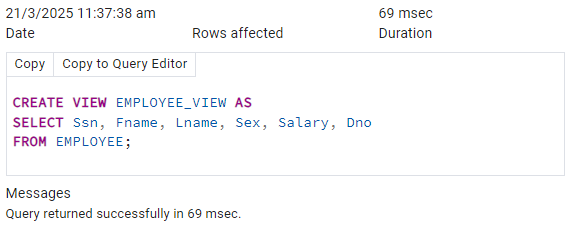 21/3/2025 11:37:38 am 69 msec
Date Rows affected Duration
Copy Copy to Query Editor
CREATE VIEW EMPLOYEE_VIEW AS
SELECT Ssn, Fname, Lname, Sex, Salary, Dno
FROM EMPLOYEE;
Messages
Query returned successfully in 69 msec.